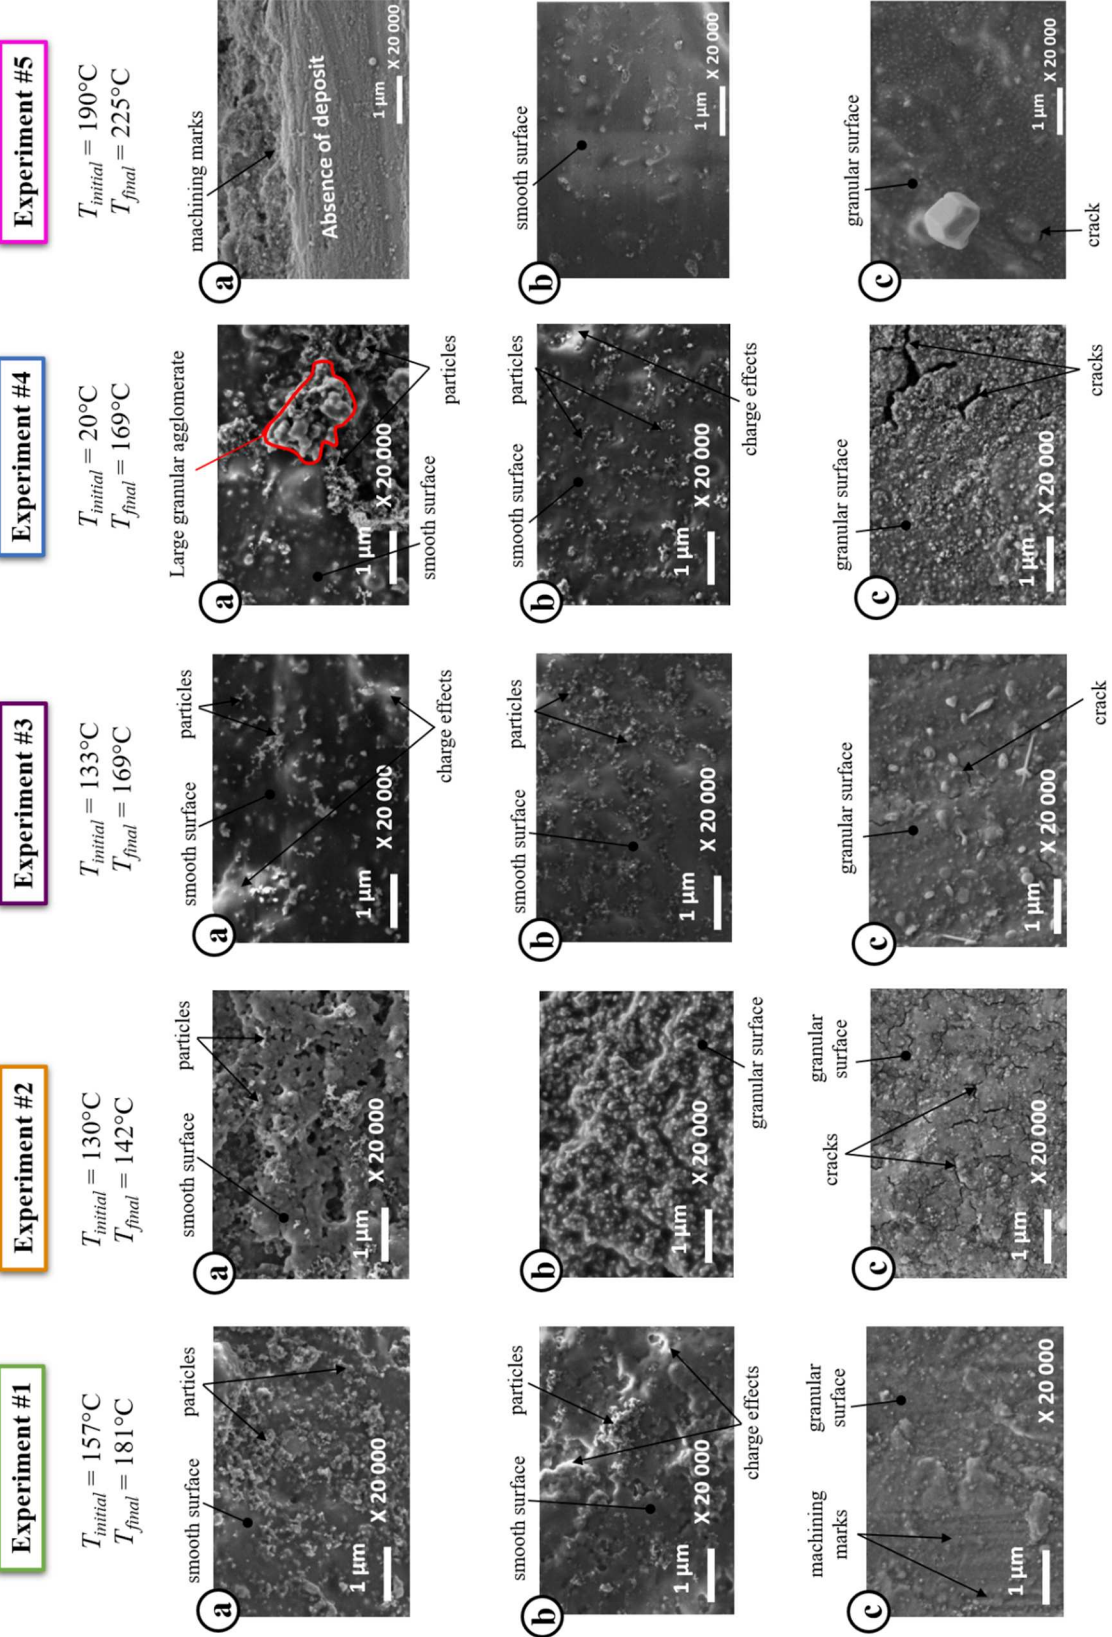 Experiment #1
T_initial = 157°C
T_final = 181°C
smooth surface
particles
a
1 µm
X 20 000
smooth surface
particles
b
1 µm
X 20 000
charge effects
machining
marks
granular
surface
c
1 µm
X 20 000
Experiment #2
T_initial = 130°C
T_final = 142°C
smooth surface
particles
a
1 µm
X 20 000
b
1 µm
X 20 000
granular surface
cracks
granular
surface
c
1 µm
X 20 000
Experiment #3
T_initial = 133°C
T_final = 169°C
smooth surface
particles
a
1 µm
X 20 000
charge effects
smooth surface
particles
b
1 µm
X 20 000
granular surface
c
1 µm
X 20 000
crack
Experiment #4
T_initial = 20°C
T_final = 169°C
Large granular agglomerate
a
1 µm
X 20 000
smooth surface
particles
smooth surface
particles
b
1 µm
X 20 000
charge effects
granular surface
c
1 µm
X 20 000
cracks
Experiment #5
T_initial = 190°C
T_final = 225°C
machining marks
a
Absence of deposit
1 µm
X 20 000
smooth surface
b
1 µm
X 20 000
granular surface
c
1 µm
X 20 000
crack